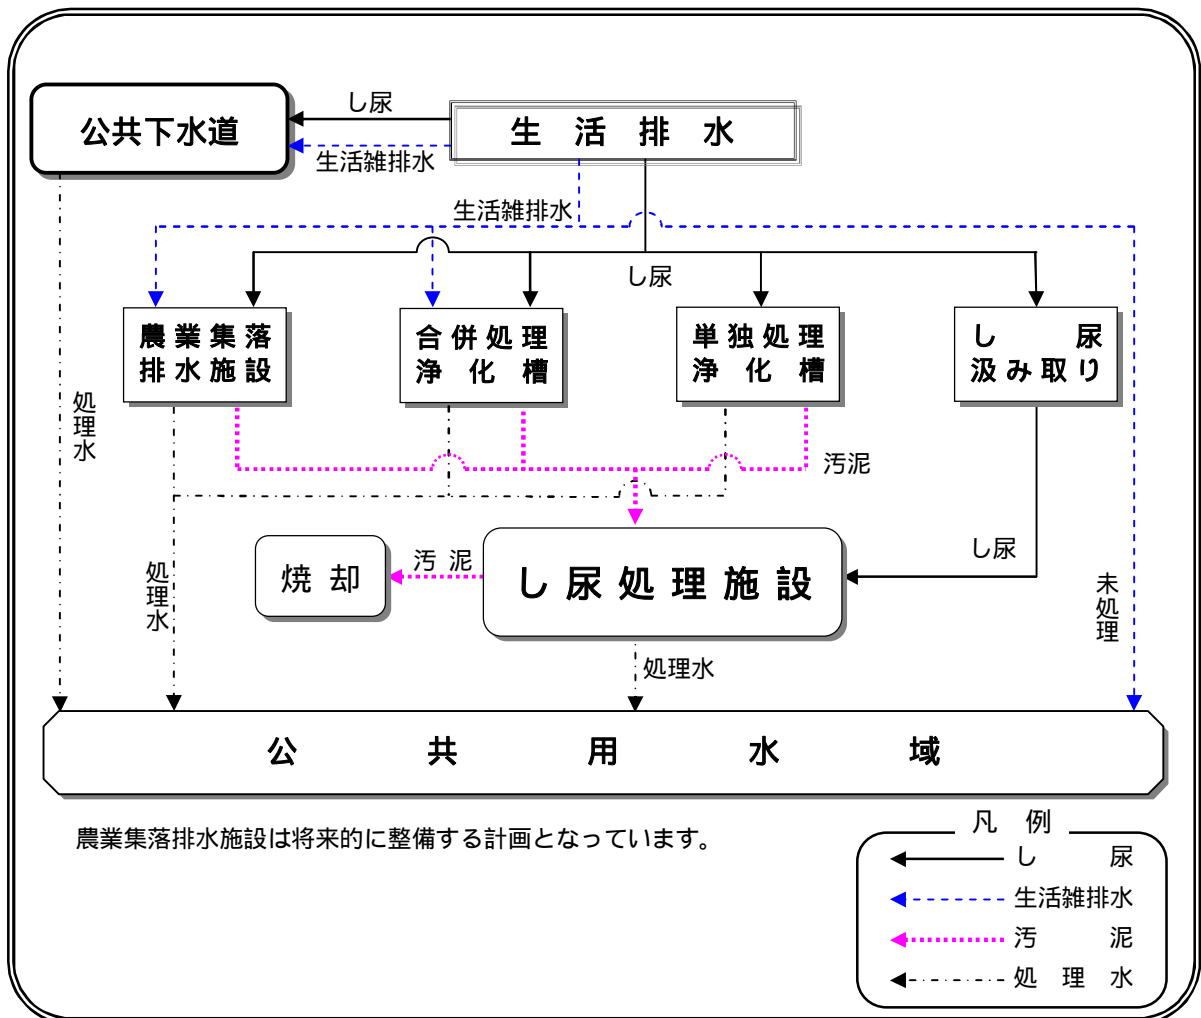 し尿
公共下水道
生活排水
生活雑排水
生活雑排水
し尿
農業集落
排水施設
合併処理
浄化槽
単独処理
浄化槽
し尿
汲み取り
処理水
汚泥
処理水
焼却
汚泥
し尿処理施設
し尿
未処理
処理水
公共用水域
農業集落排水施設は将来的に整備する計画となっています。
凡例
し尿
生活雑排水
汚泥
処理水